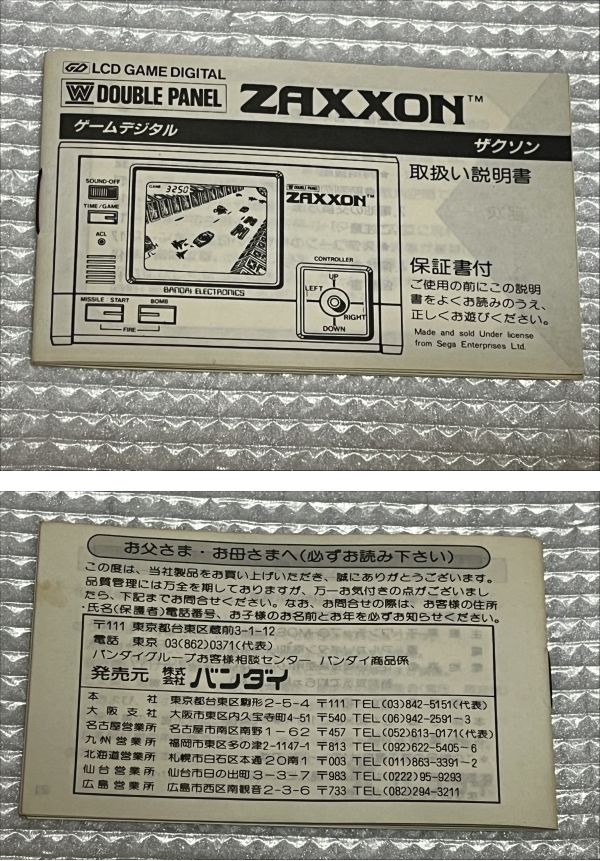 GD LCD GAME DIGITAL
W DOUBLE PANEL ZAXXON™
ゲームデジタル ザクソン
取扱い説明書
SOUND-OFF
TIME/GAME
ACL
GAME 3250
W DOUBLE PANEL
ZAXXON™
BANDAI ELECTRONICS
MISSILE START BOMB
FIRE
CONTROLLER
UP
LEFT
RIGHT
DOWN
保証書付
ご使用の前にこの説明
書をよくお読みのうえ、
正しくお遊びください。
Made and sold Under license
from Sega Enterprises Ltd.
お父さま・お母さまへ(必ずお読み下さい)
この度は、当社製品をお買い上げいただき、誠にありがとうございます。
品質管理には万全を期しておりますが、万一お気付きの点がございまし
たら、下記までお問合せください。なお、お問合せの際は、お客様の住所
・氏名(保護者)電話番号、お子様のお名前とお年を必ずお知らせください。
〒111 東京都台東区蔵前3-1-12
電話 東京 03(862)0371(代表)
バンダイグループお客様相談センター バンダイ商品係
発売元 株式会社 バンダイ
本社 東京都台東区駒形2-5-4 〒111 TEL(03)842-5151(代表)
大阪支社 大阪市東区内久宝寺町4-51 〒540 TEL(06)942-2591~3
名古屋営業所 名古屋市南区南野1-62 〒457 TEL(052)613-0171(代表)
九州営業所 福岡市東区多の津2-1147-1 〒813 TEL(092)622-5405~6
北海道営業所 札幌市白石区本通20南1 〒003 TEL(011)863-3391~2
仙台営業所 仙台市日の出町3-3-7 〒983 TEL(0222)95-9293
広島営業所 広島市西区南観音2-3-6 〒733 TEL(082)294-3211